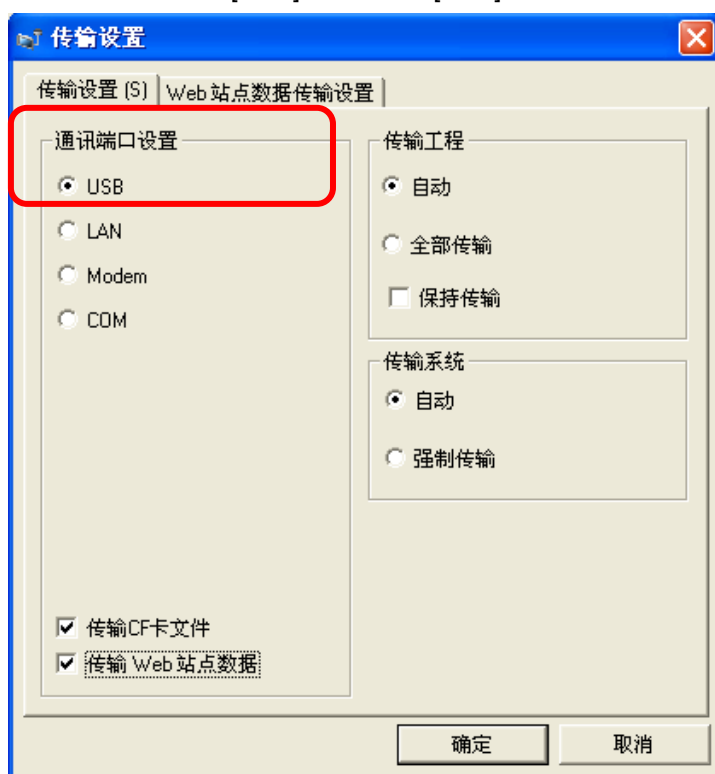 传输设置
传输设置 (S) Web 站点数据传输设置
通讯端口设置
USB
LAN
Modem
COM
传输CF卡文件
传输 Web 站点数据
传输工程
自动
全部传输
保持传输
传输系统
自动
强制传输
确定 取消